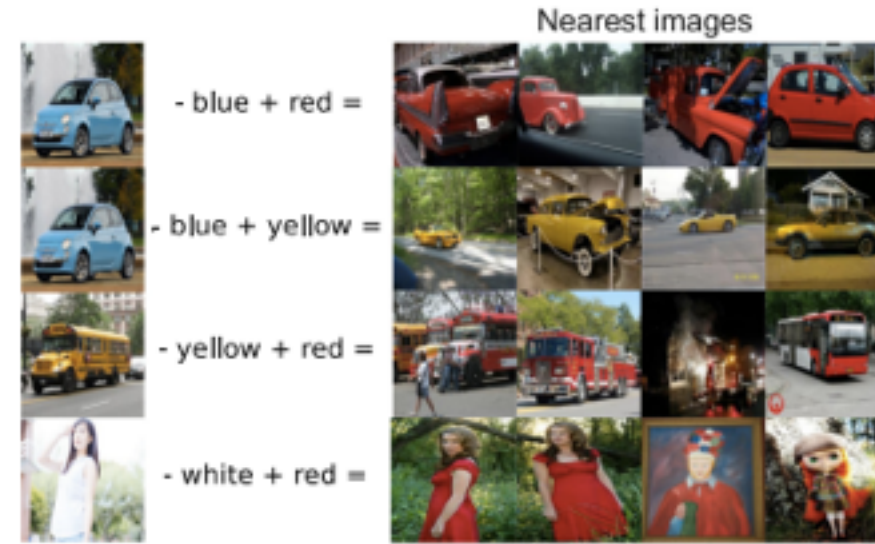 Nearest images
- blue + red =
- blue + yellow =
- yellow + red =
- white + red =